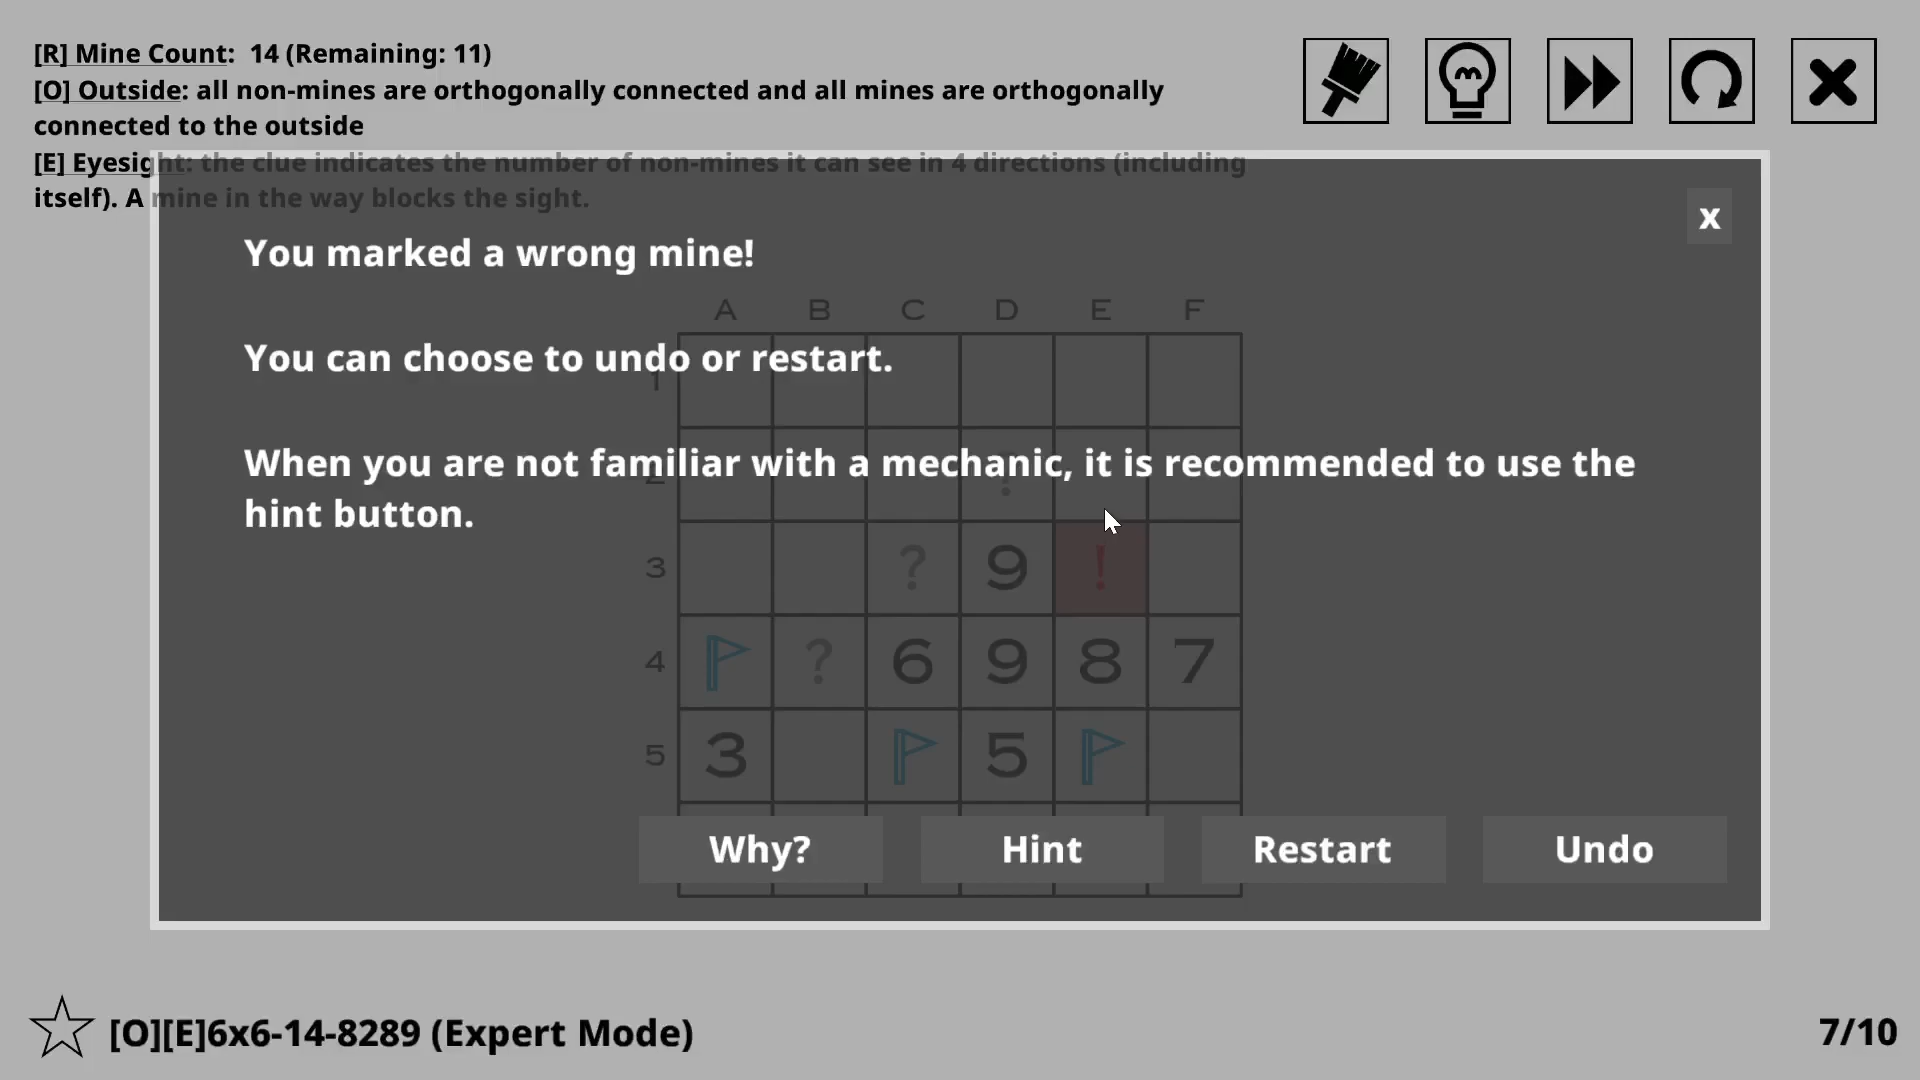 [R] Mine Count: 14 (Remaining: 11)
[O] Outside: all non-mines are orthogonally connected and all mines are orthogonally
connected to the outside
[E] Eyesight: the clue indicates the number of non-mines it can see in 4 directions (including
itself). A mine in the way blocks the sight.
x
You marked a wrong mine!
You can choose to undo or restart.
When you are not familiar with a mechanic, it is recommended to use the
hint button.
A B C D E F
1
2 ?
3 ? 9 !
4 ? 6 9 8 7
5 3 5
Why? Hint Restart Undo
[O][E]6x6-14-8289 (Expert Mode)
7/10